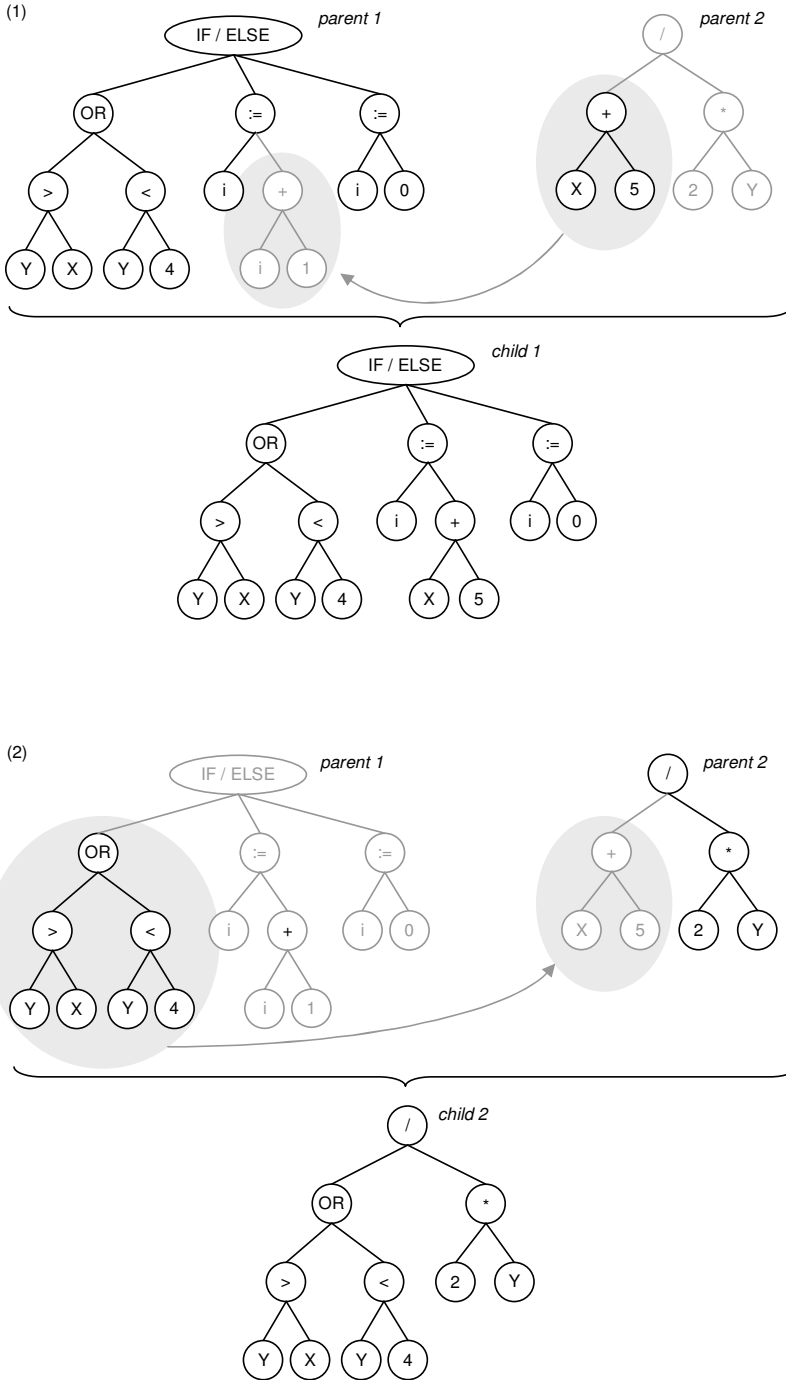 (1)
parent 1
parent 2
IF / ELSE
/
OR
:=
:=
+
*
>
<
i
+
i
0
X
5
2
Y
Y
X
Y
4
i
1
child 1
IF / ELSE
OR
:=
:=
>
<
i
+
i
0
Y
X
Y
4
X
5
(2)
parent 1
parent 2
IF / ELSE
/
OR
:=
:=
+
*
>
<
i
+
i
0
X
5
2
Y
Y
X
Y
4
i
1
child 2
/
OR
*
>
<
2
Y
Y
X
Y
4